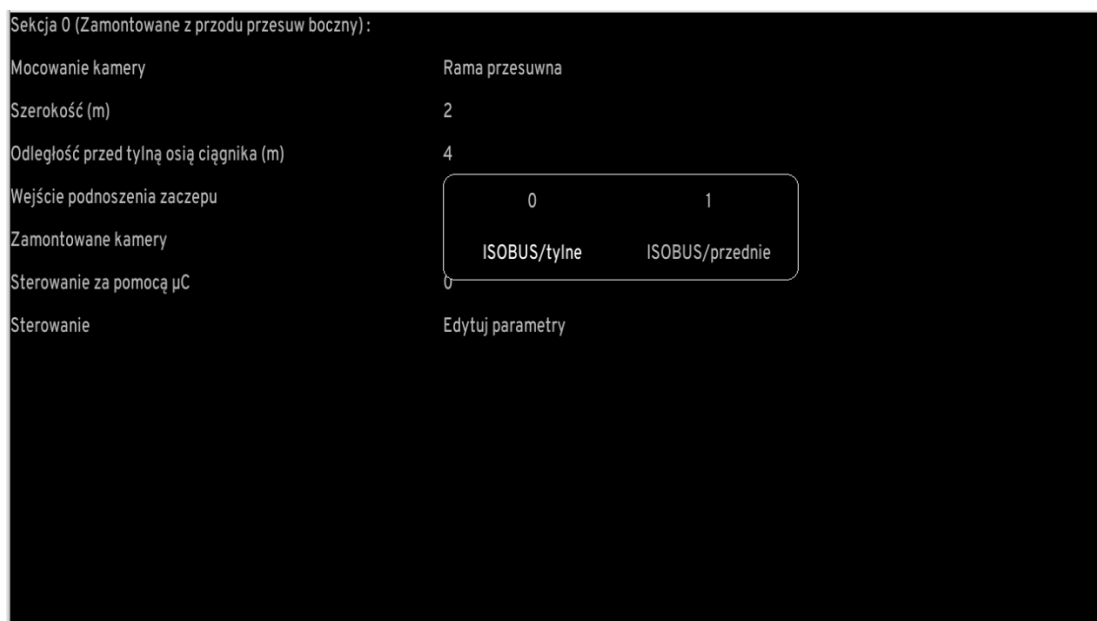 Sekcja 0 (Zamontowane z przodu przesuw boczny) :
Mocowanie kamery Rama przesuwna
Szerokość (m) 2
Odległość przed tylną osią ciągnika (m) 4
Wejście podnoszenia zaczepu 0 1
Zamontowane kamery ISOBUS/tylne ISOBUS/przednie
Sterowanie za pomocą µC 0
Sterowanie Edytuj parametry